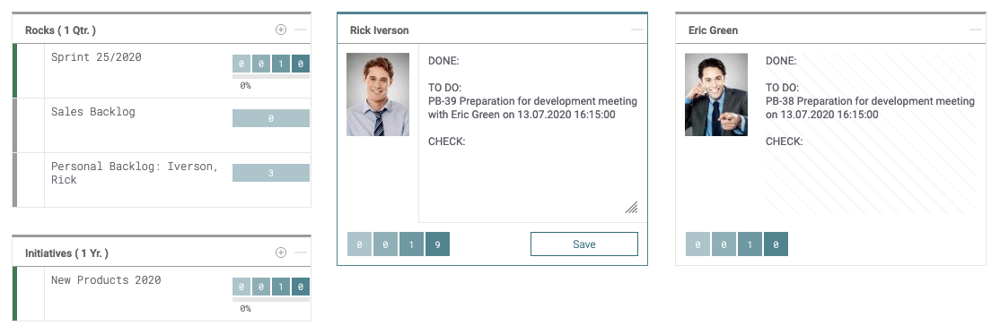 Rocks ( 1 Qtr. )
Sprint 25/2020
0 0 1 0
0%
Sales Backlog
0
Personal Backlog: Iverson,
Rick
3
Initiatives ( 1 Yr. )
New Products 2020
0 0 1 0
0%
Rick Iverson
DONE:
TO DO:
PB-39 Preparation for development meeting
with Eric Green on 13.07.2020 16:15:00
CHECK:
0 0 1 9
Save
Eric Green
DONE:
TO DO:
PB-38 Preparation for development meeting
on 13.07.2020 16:15:00
CHECK:
0 0 1 0